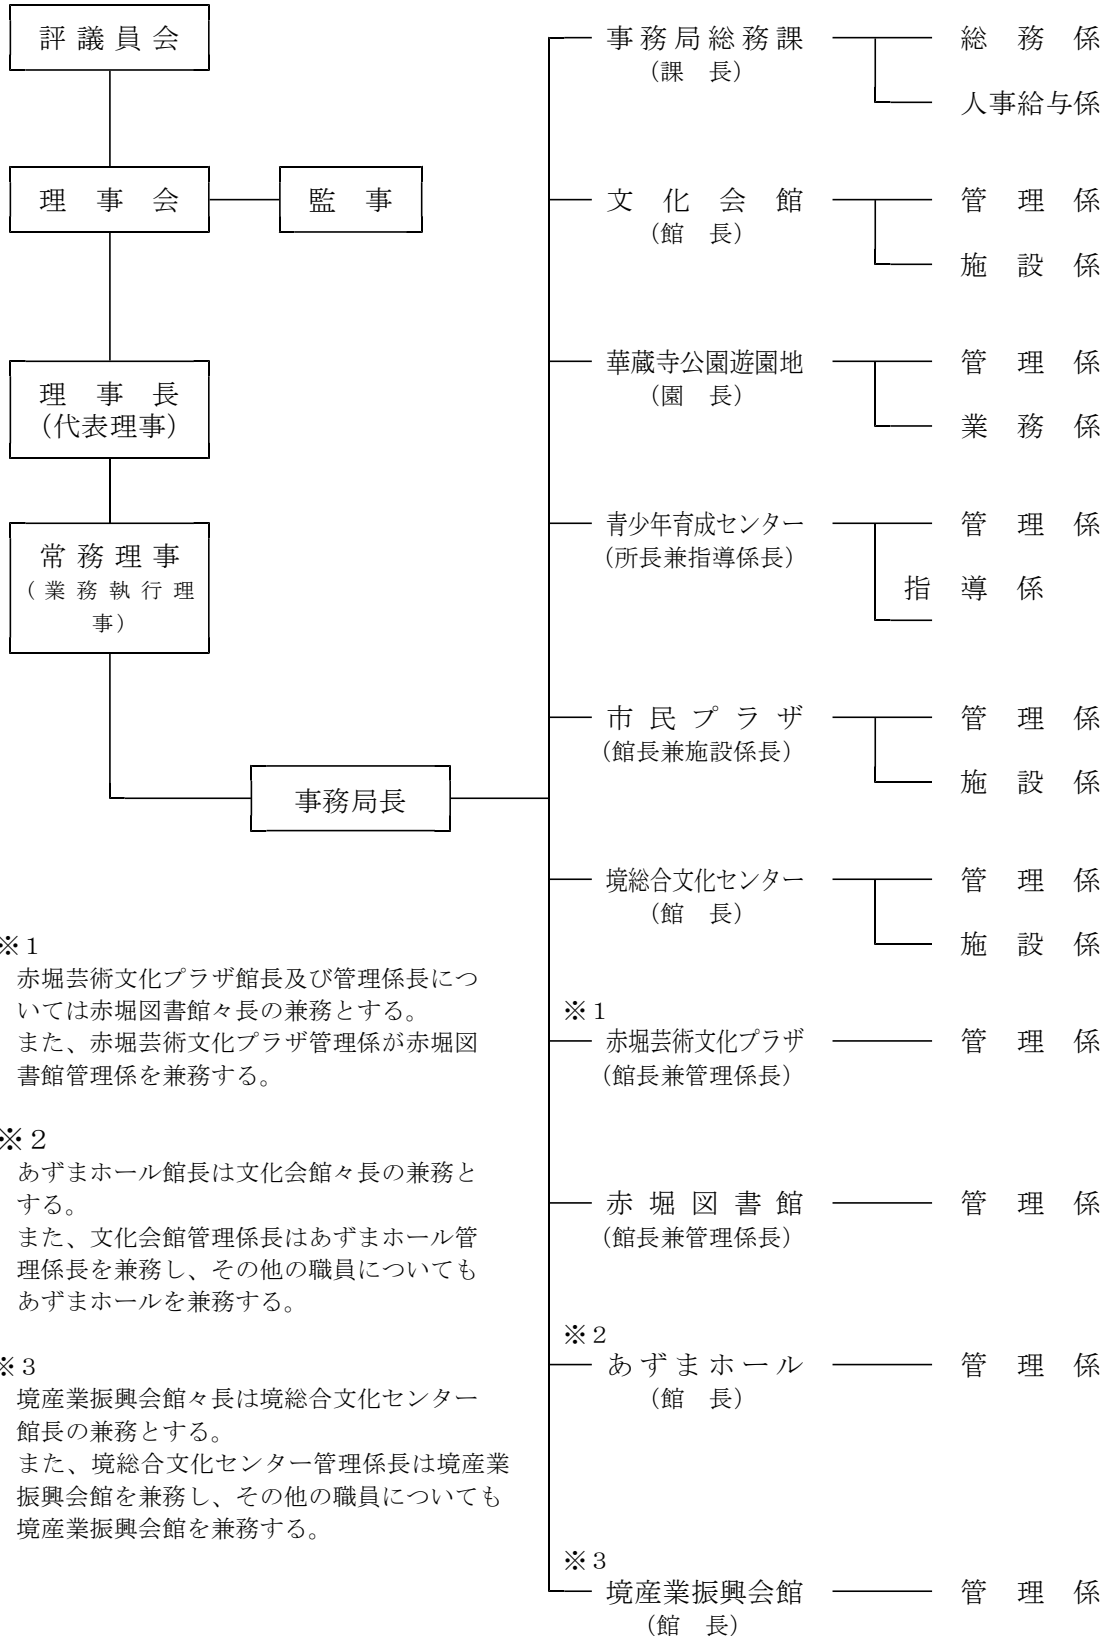 評議員会
理事会
監事
理事長
(代表理事)
常務理事
(業務執行理
事)
事務局長
※1
赤堀芸術文化プラザ館長及び管理係長につ
いては赤堀図書館々長の兼務とする。
また、赤堀芸術文化プラザ管理係が赤堀図
書館管理係を兼務する。
※2
あずまホール館長は文化会館々長の兼務と
する。
また、文化会館管理係長はあずまホール管
理係長を兼務し、その他の職員についても
あずまホールを兼務する。
※3
境産業振興会館々長は境総合文化センター
館長の兼務とする。
また、境総合文化センター管理係長は境産業
振興会館を兼務し、その他の職員についても
境産業振興会館を兼務する。
事務局総務課
(課 長)
総務係
人事給与係
文化会館
(館 長)
管理係
施設係
華蔵寺公園遊園地
(園 長)
管理係
業務係
青少年育成センター
(所長兼指導係長)
管理係
指導係
市民プラザ
(館長兼施設係長)
管理係
施設係
境総合文化センター
(館 長)
管理係
施設係
※1
赤堀芸術文化プラザ
(館長兼管理係長)
管理係
赤堀図書館
(館長兼管理係長)
管理係
※2
あずまホール
(館 長)
管理係
※3
境産業振興会館
(館 長)
管理係